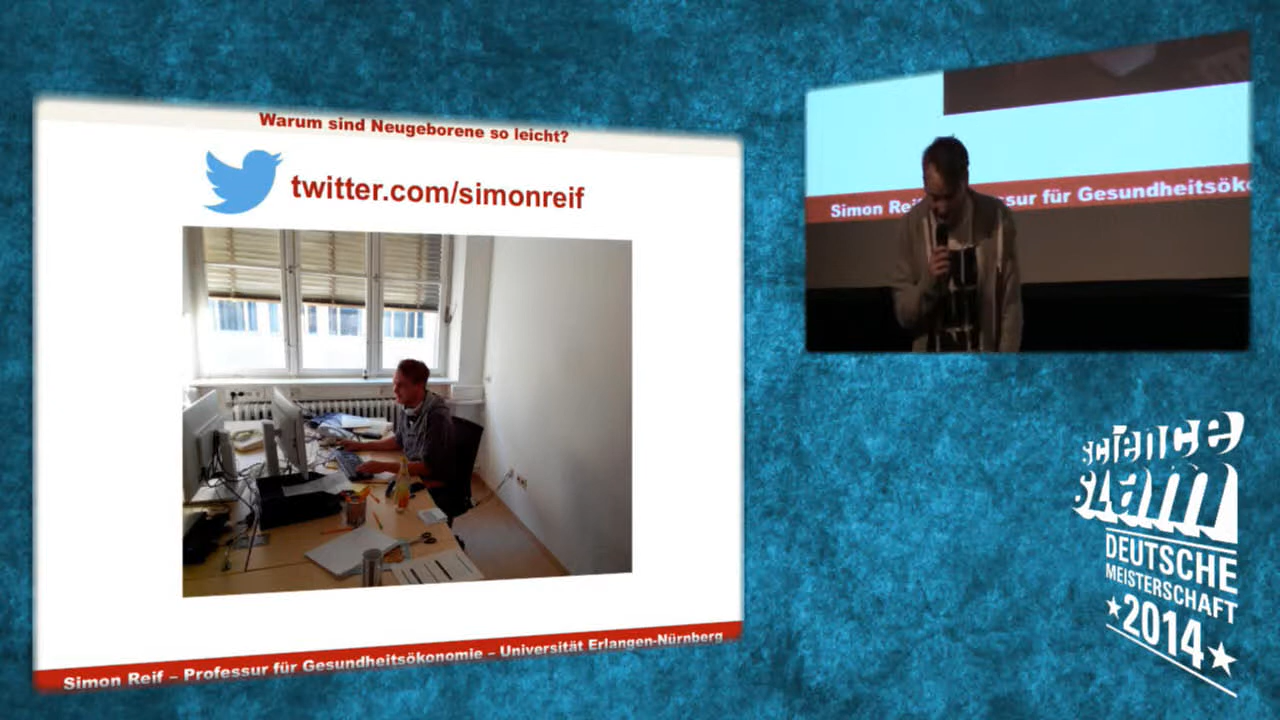 Warum sind Neugeborene so leicht?
twitter.com/simonreif
Simon Reif – Professur für Gesundheitsökonomie – Universität Erlangen-Nürnberg
Simon Rei sur für Gesundheitsök
science
SLAM
DEUTSCHE
MEISTERSCHAFT
2014